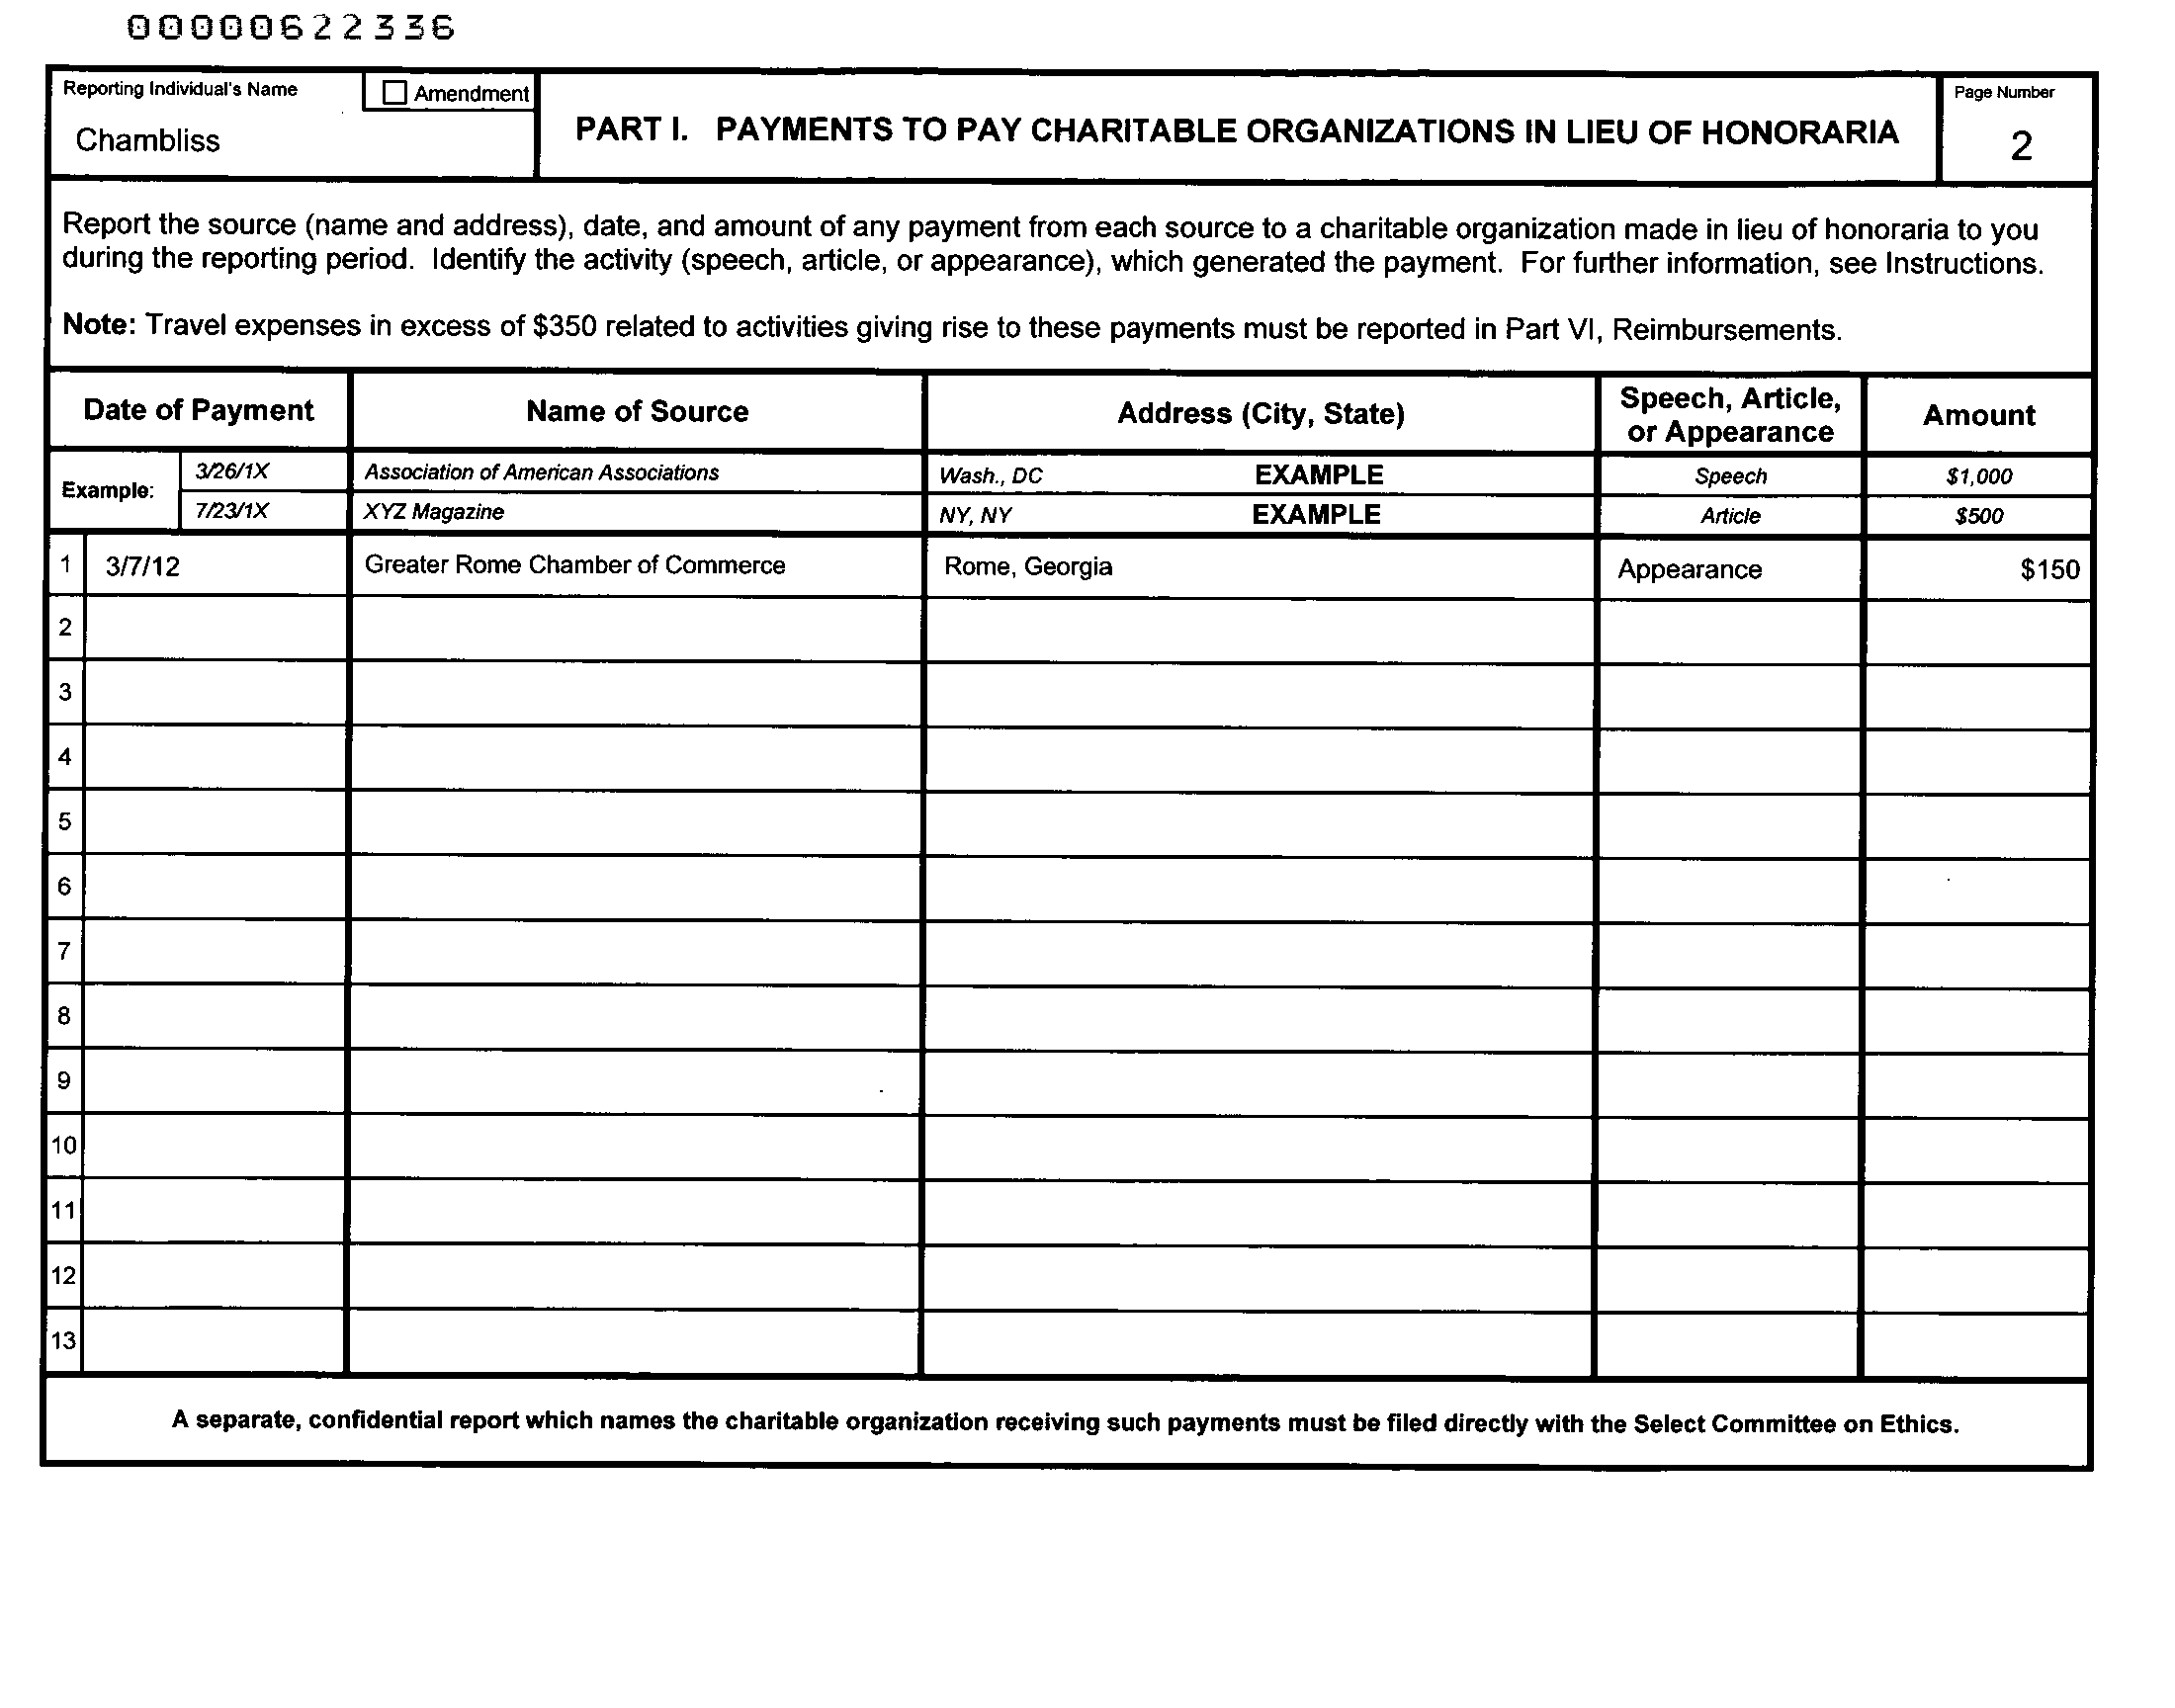 00000622336
Reporting Individual's Name
Amendment
Chambliss
PART I. PAYMENTS TO PAY CHARITABLE ORGANIZATIONS IN LIEU OF HONORARIA
Page Number
2
Report the source (name and address), date, and amount of any payment from each source to a charitable organization made in lieu of honoraria to you
during the reporting period. Identify the activity (speech, article, or appearance), which generated the payment. For further information, see Instructions.
Note: Travel expenses in excess of $350 related to activities giving rise to these payments must be reported in Part VI, Reimbursements.
Date of Payment Name of Source Address (City, State) Speech, Article, or Appearance Amount
Example: 3/26/1X Association of American Associations Wash., DC EXAMPLE Speech $1,000
7/23/1X XYZ Magazine NY, NY EXAMPLE Article $500
1 3/7/12 Greater Rome Chamber of Commerce Rome, Georgia Appearance $150
2
3
4
5
6
7
8
9
10
11
12
13
A separate, confidential report which names the charitable organization receiving such payments must be filed directly with the Select Committee on Ethics.